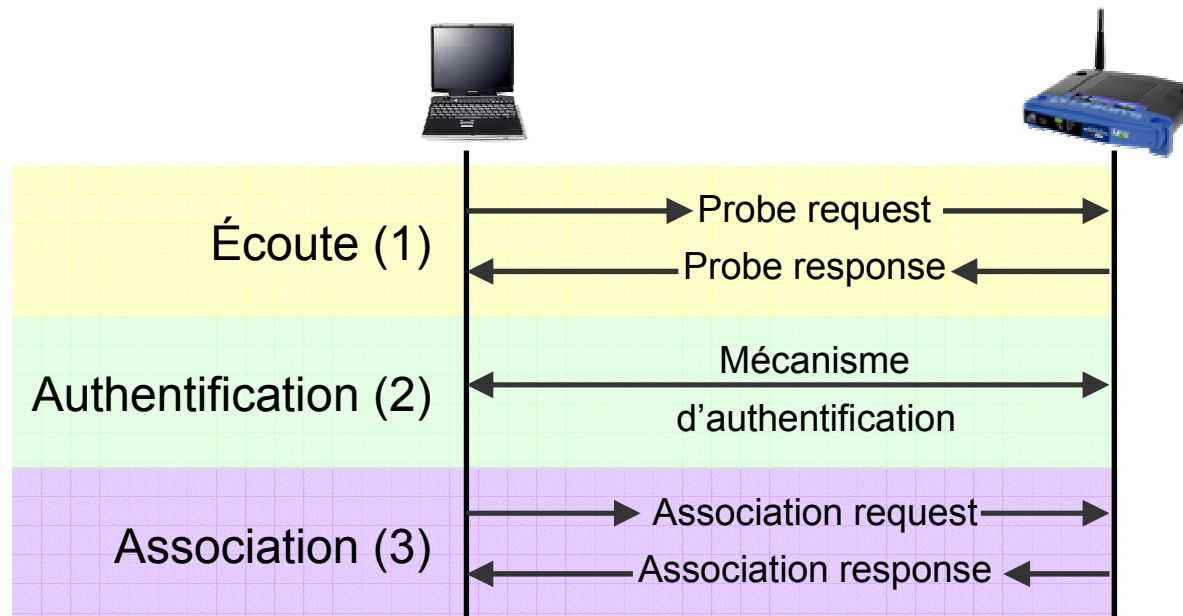 Écoute (1)
Probe request
Probe response
Authentification (2)
Mécanisme
d’authentification
Association (3)
Association request
Association response